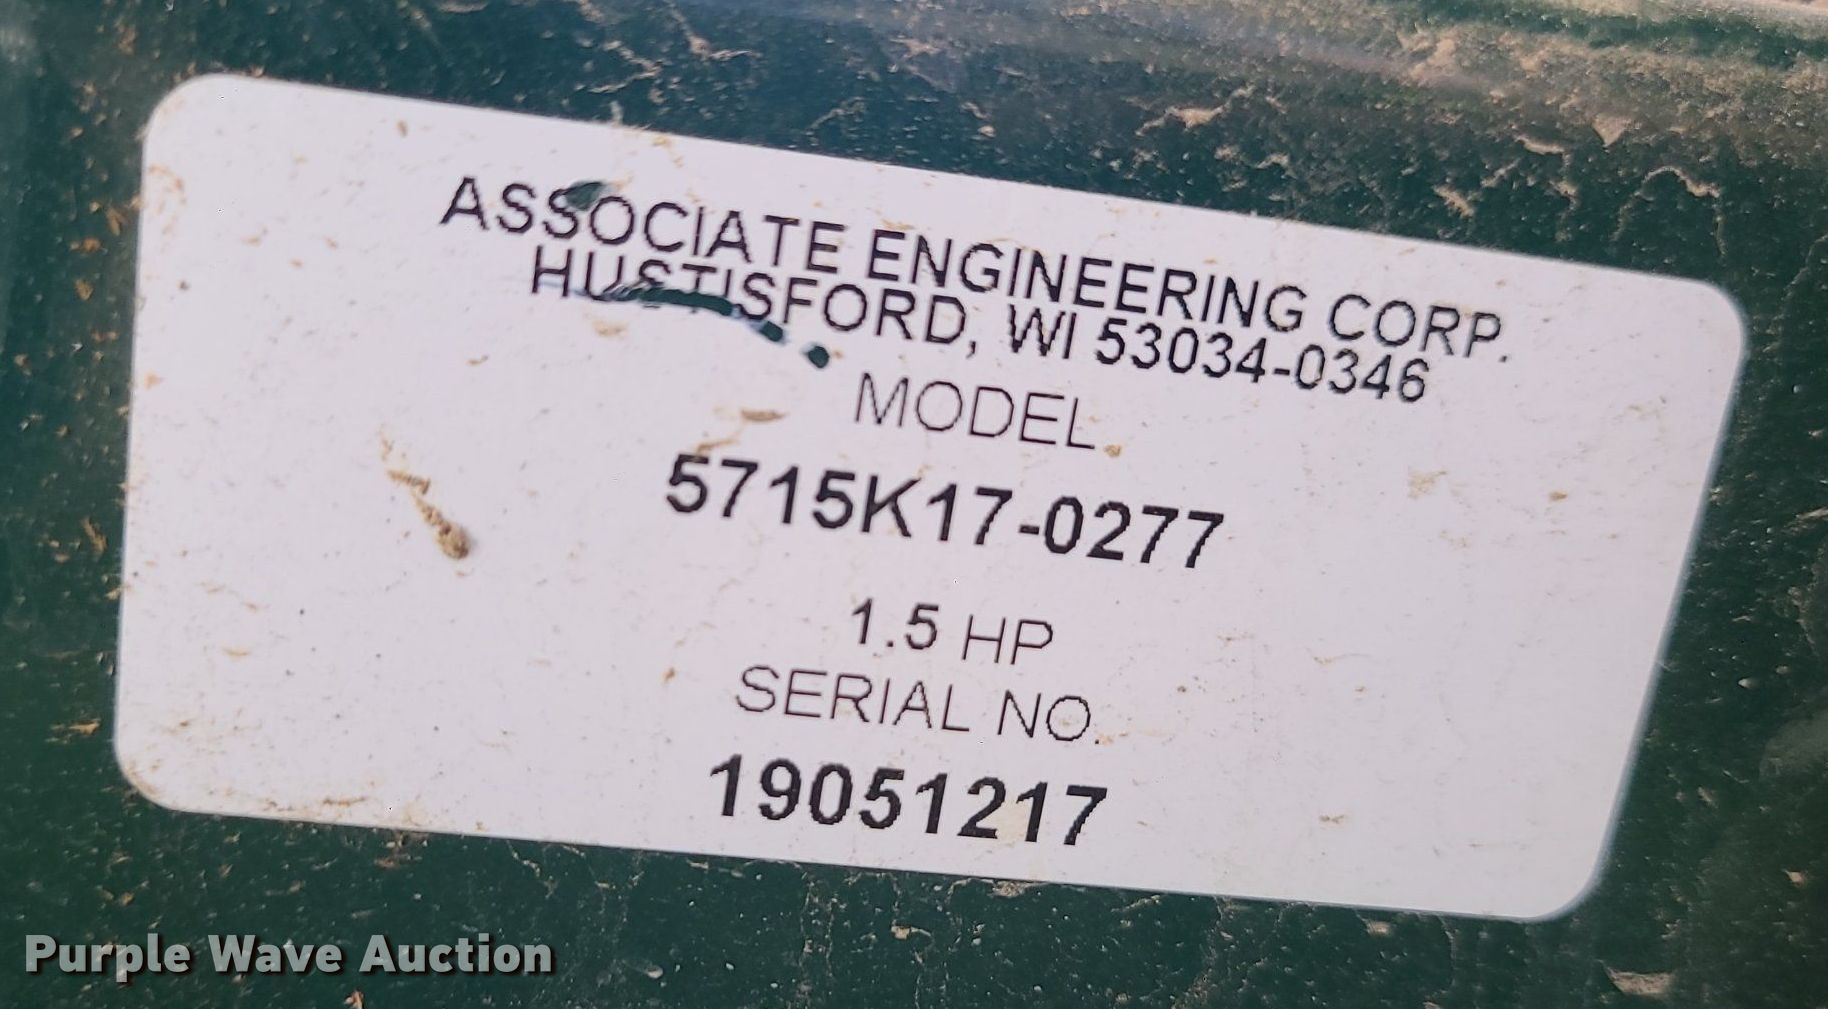 ASSOCIATE ENGINEERING CORP.
HUSTISFORD, WI 53034-0346
MODEL
5715K17-0277
1.5 HP
SERIAL NO.
19051217
Purple Wave Auction